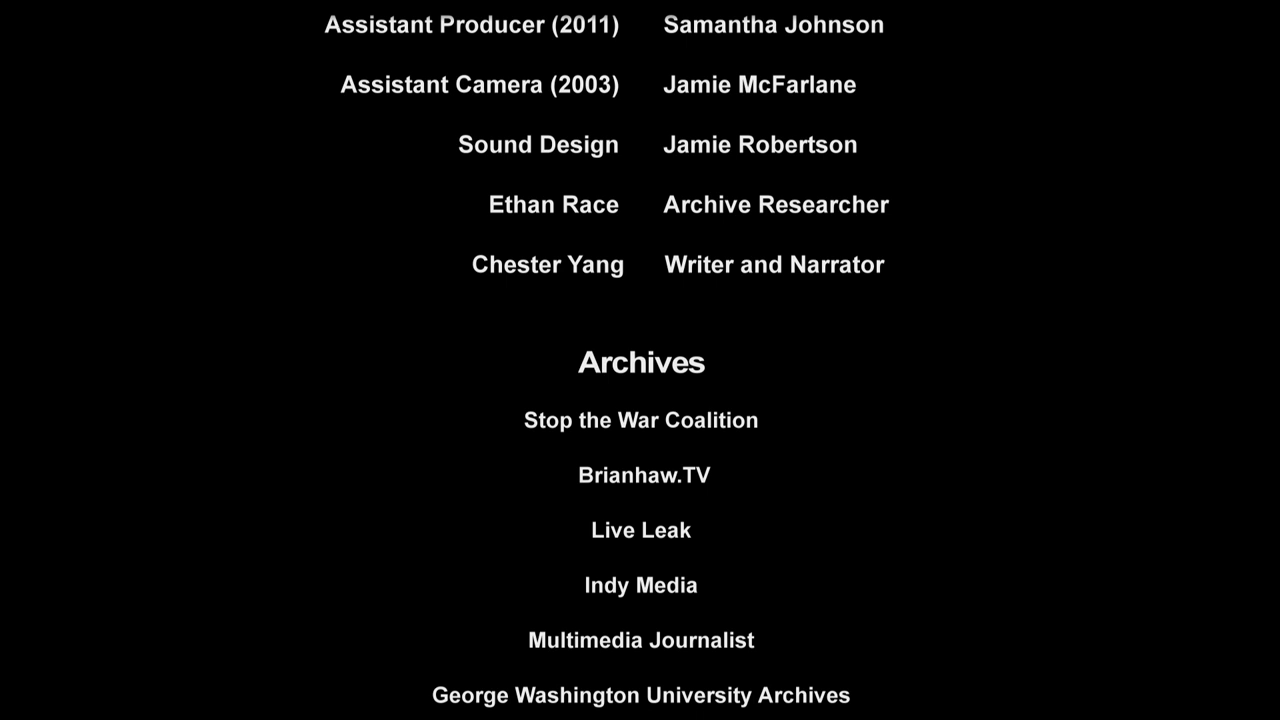 Assistant Producer (2011) Samantha Johnson
Assistant Camera (2003) Jamie McFarlane
Sound Design Jamie Robertson
Ethan Race Archive Researcher
Chester Yang Writer and Narrator
Archives
Stop the War Coalition
Brianhaw.TV
Live Leak
Indy Media
Multimedia Journalist
George Washington University Archives